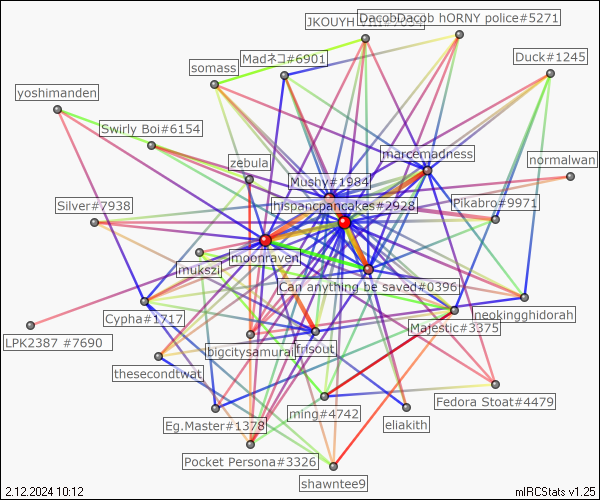 DacobDacob hORNY police#5271
Duck#1245
Madネコ#6901
somass
yoshimanden
Swirly Boi#6154
marcemadness
zebula
normalwan
Mushy#1984
Silver#7938
hispancpancakes#2928
Pikabro#9971
moonraven
mukszi
Can anything be saved#0396
Cypha#1717
neokingghidorah
Majestic#3375
LPK2387 #7690
bigcitysamurai
frisout
thesecondtwat
Fedora Stoat#4479
ming#4742
Eg.Master#1378
eliakith
Pocket Persona#3326
shawntee9
2.12.2024 10:12
mIRCStats v1.25